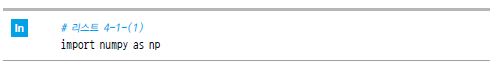 In
# 리스트 4-1-(1)
import numpy as np